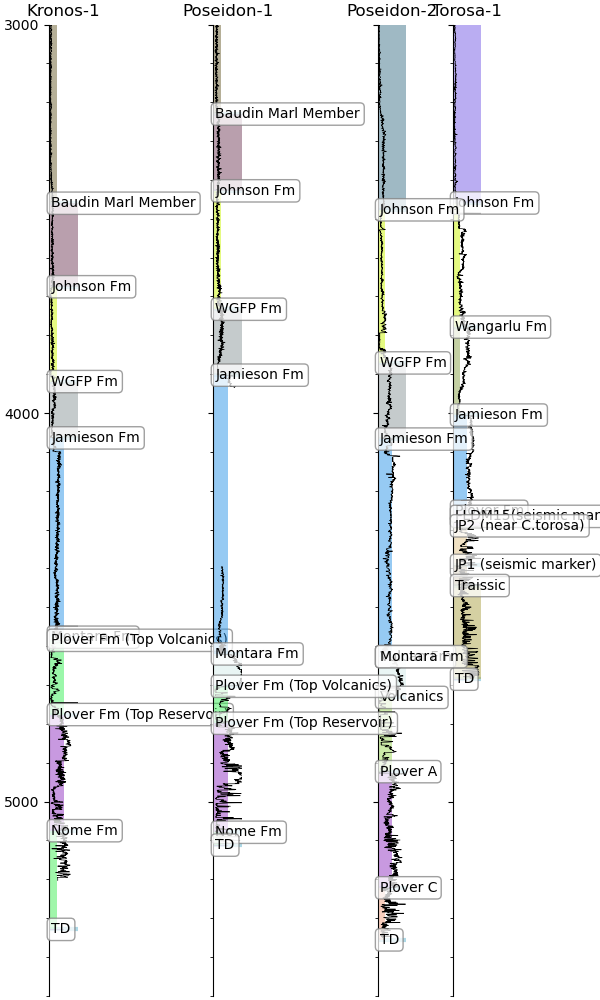 Kronos-1
Poseidon-1
Poseidon-2
Torosa-1
3000
4000
5000
Baudin Marl Member
Johnson Fm
WGFP Fm
Jamieson Fm
Plover Fm (Top Volcanics)
Plover Fm (Top Reservo
Nome Fm
TD
Baudin Marl Member
Johnson Fm
WGFP Fm
Jamieson Fm
Montara Fm
Plover Fm (Top Volcanics)
Plover Fm (Top Reservoir)
Nome Fm
TD
Johnson Fm
WGFP Fm
Jamieson Fm
Montara Fm
Volcanics
Plover A
Plover C
TD
Johnson Fm
Wangarlu Fm
Jamieson Fm
JP2 (near C.torosa)
JP1 (seismic marker)
Traissic
TD